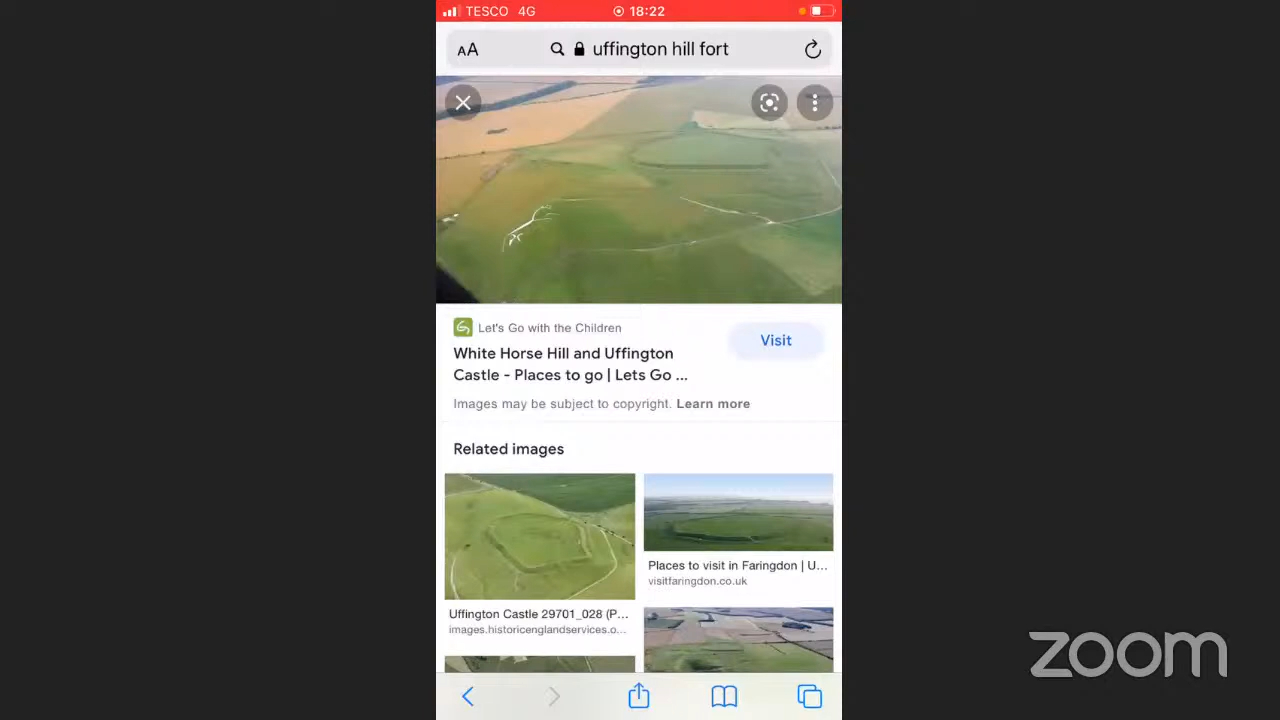 TESCO 4G 18:22
AA uffington hill fort
Let's Go with the Children
Visit
White Horse Hill and Uffington
Castle - Places to go | Lets Go ...
Images may be subject to copyright. Learn more
Related images
Places to visit in Faringdon | U...
visitfaringdon.co.uk
Uffington Castle 29701_028 (P...
images.historicenglandservices.o...
zoom